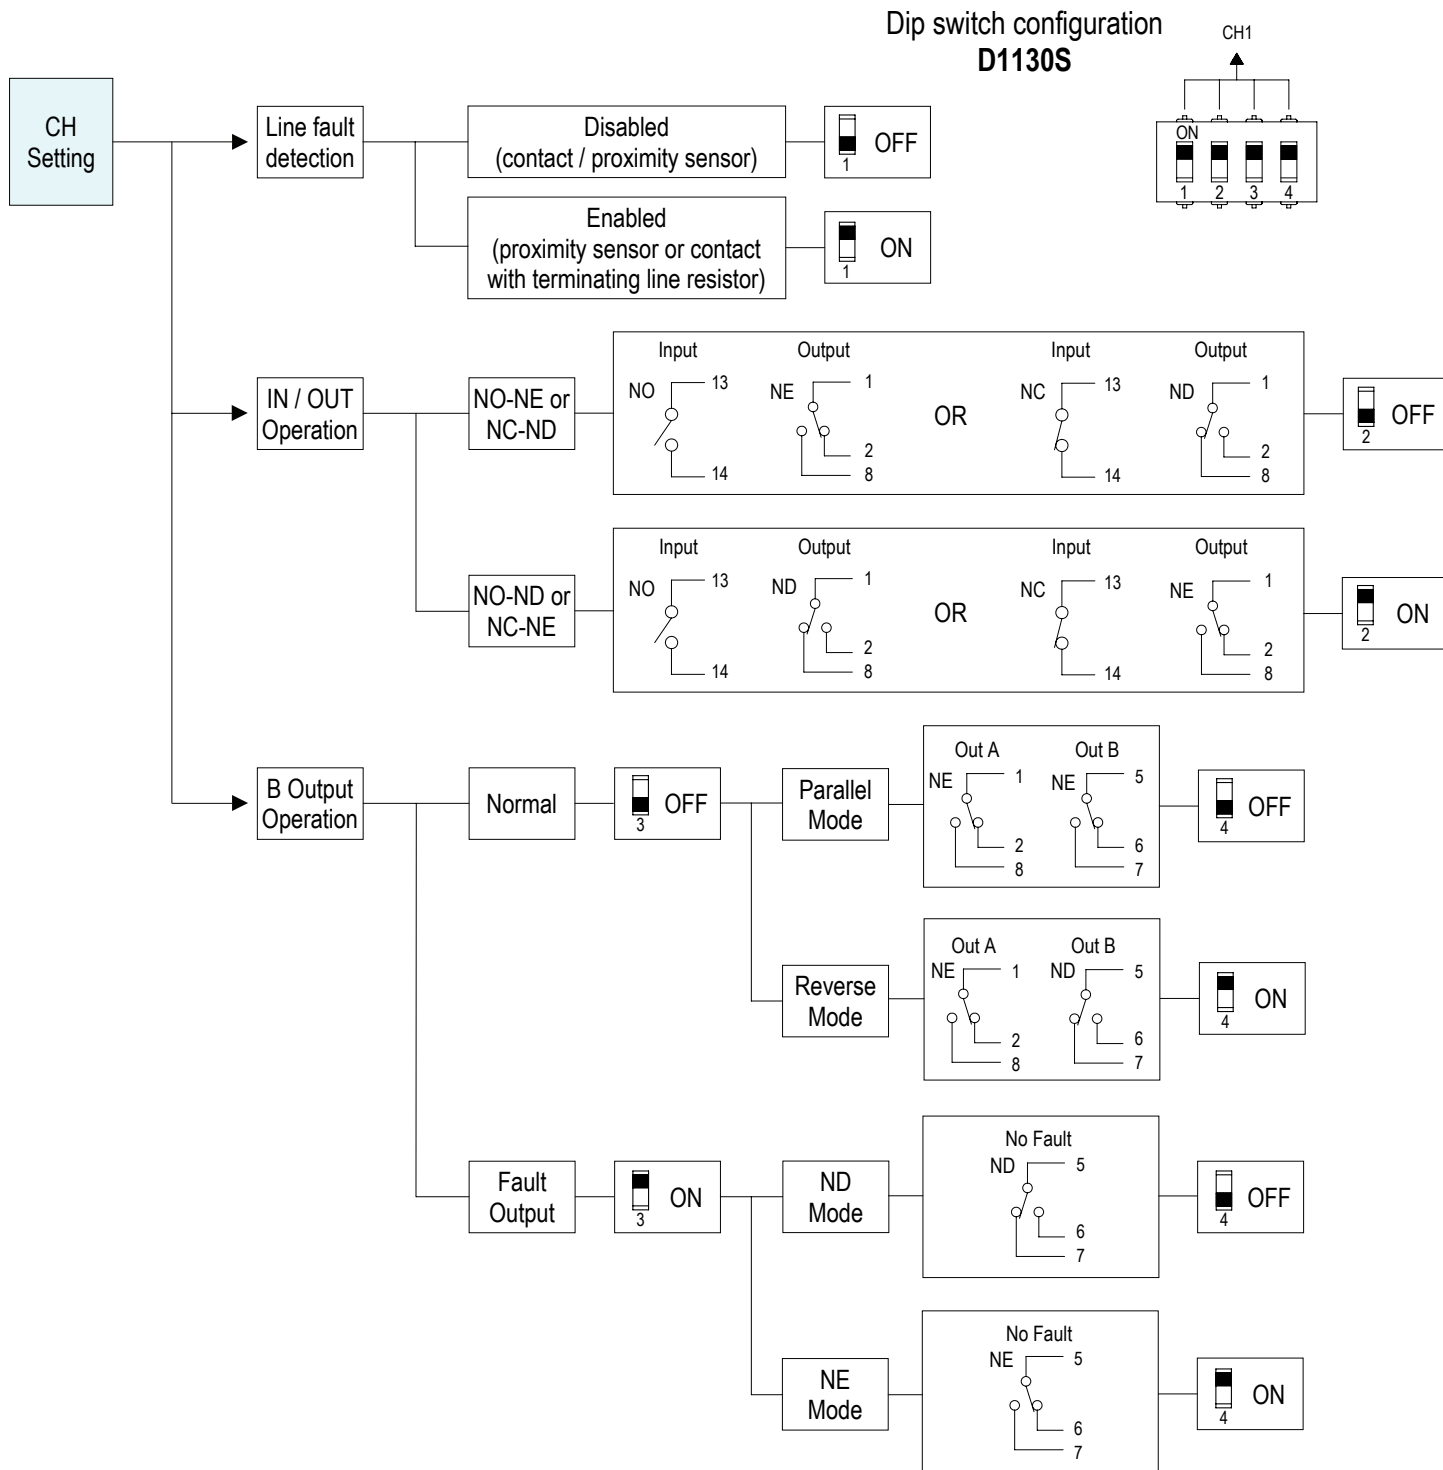 Dip switch configuration
D1130S
CH1
ON
1 2 3 4
CH
Setting
Line fault
detection
Disabled
(contact / proximity sensor)
1
OFF
Enabled
(proximity sensor or contact
with terminating line resistor)
1
ON
IN / OUT
Operation
NO-NE or
NC-ND
Input
NO
13
14
Output
NE
1
2
8
OR
Input
NC
13
14
Output
ND
1
2
8
2
OFF
NO-ND or
NC-NE
Input
NO
13
14
Output
ND
1
2
8
OR
Input
NC
13
14
Output
NE
1
2
8
2
ON
B Output
Operation
Normal
3
OFF
Parallel
Mode
Out A
NE
1
2
8
Out B
NE
5
6
7
4
OFF
Reverse
Mode
Out A
NE
1
2
8
Out B
ND
5
6
7
4
ON
Fault
Output
3
ON
ND
Mode
No Fault
ND
5
6
7
4
OFF
NE
Mode
No Fault
NE
5
6
7
4
ON